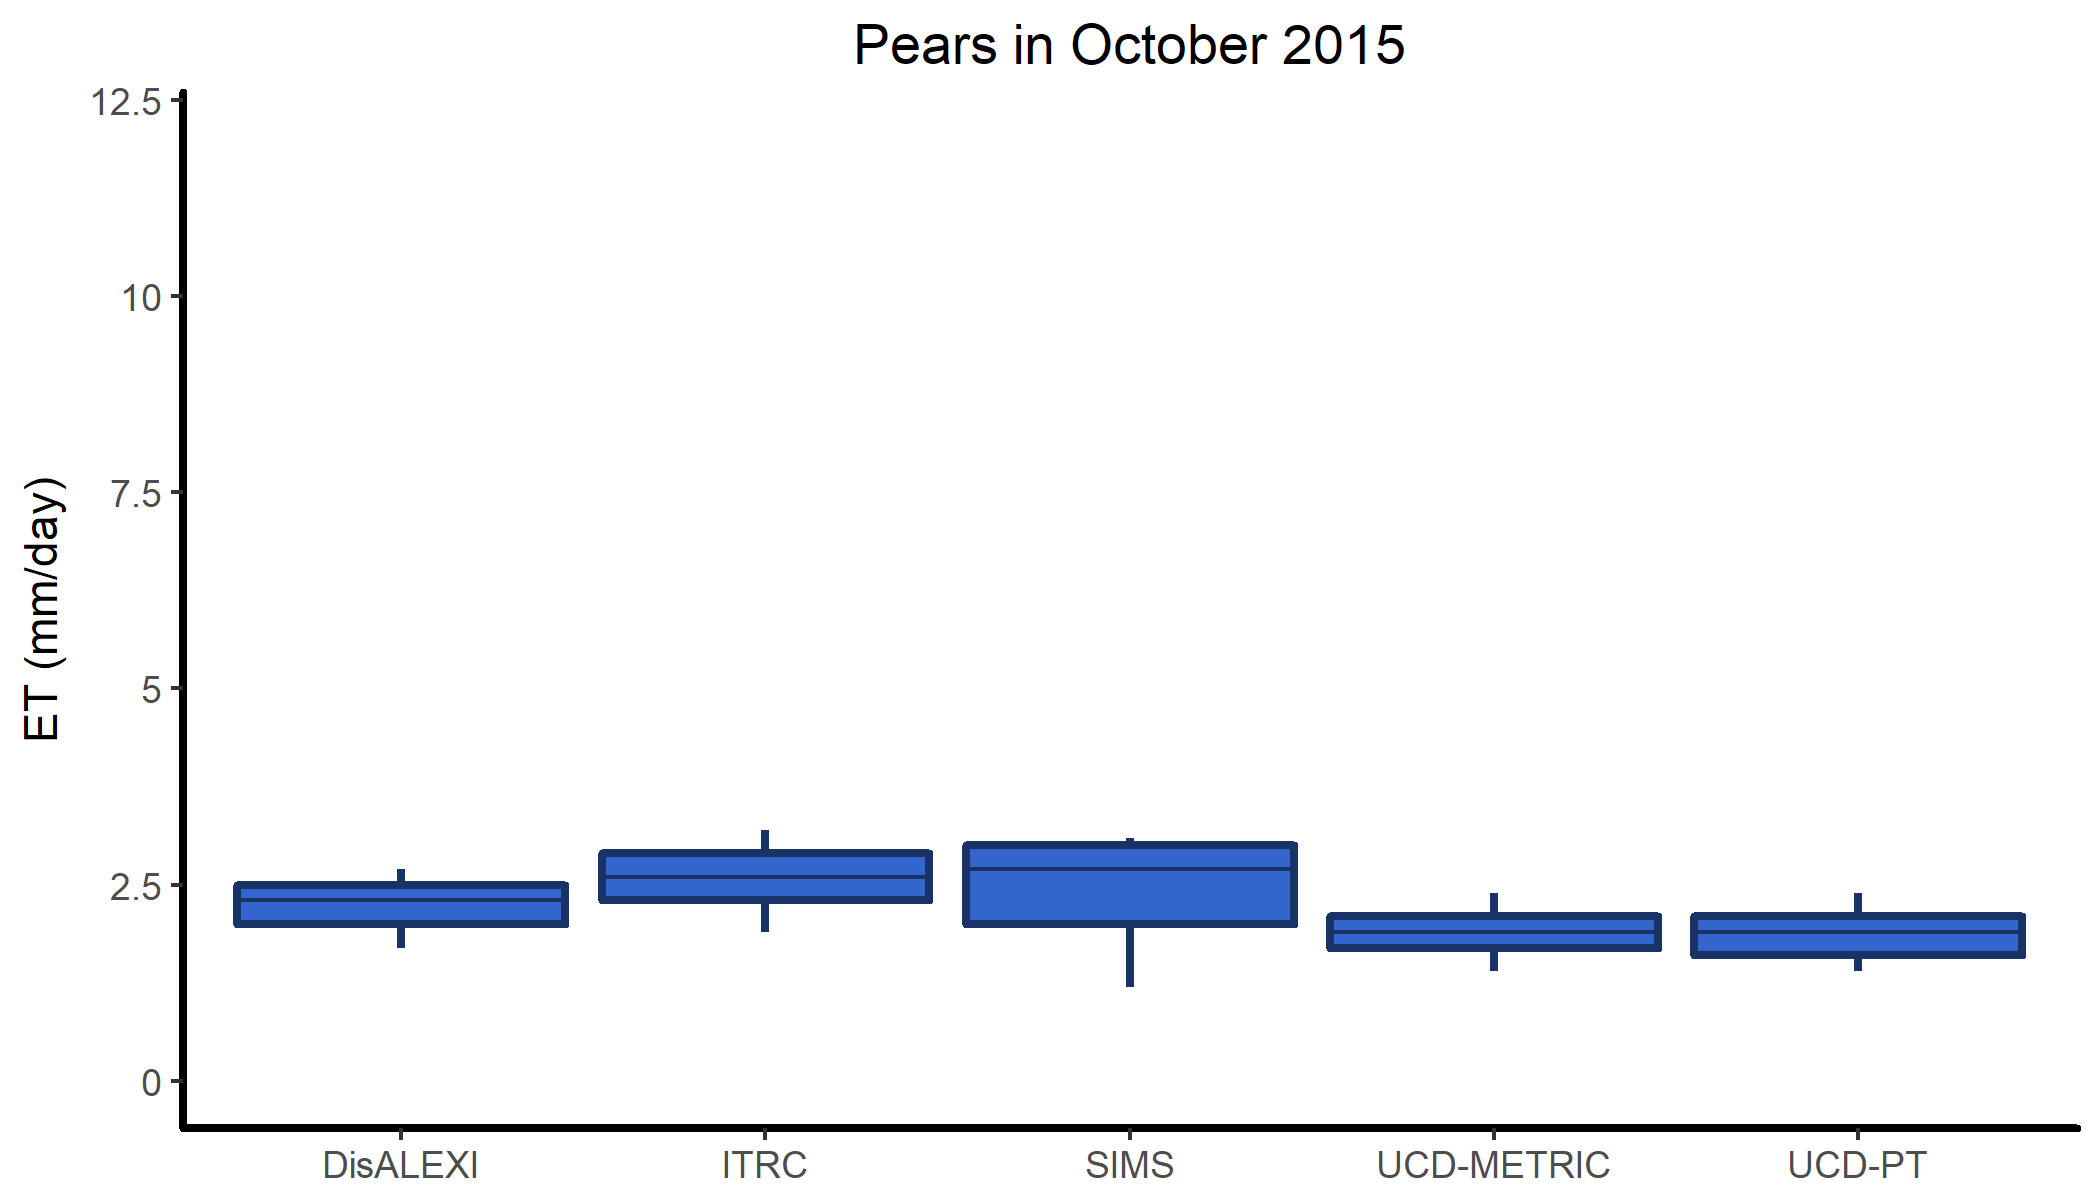 Pears in October 2015
ET (mm/day)
12.5
10
7.5
5
2.5
0
DisALEXI
ITRC
SIMS
UCD-METRIC
UCD-PT